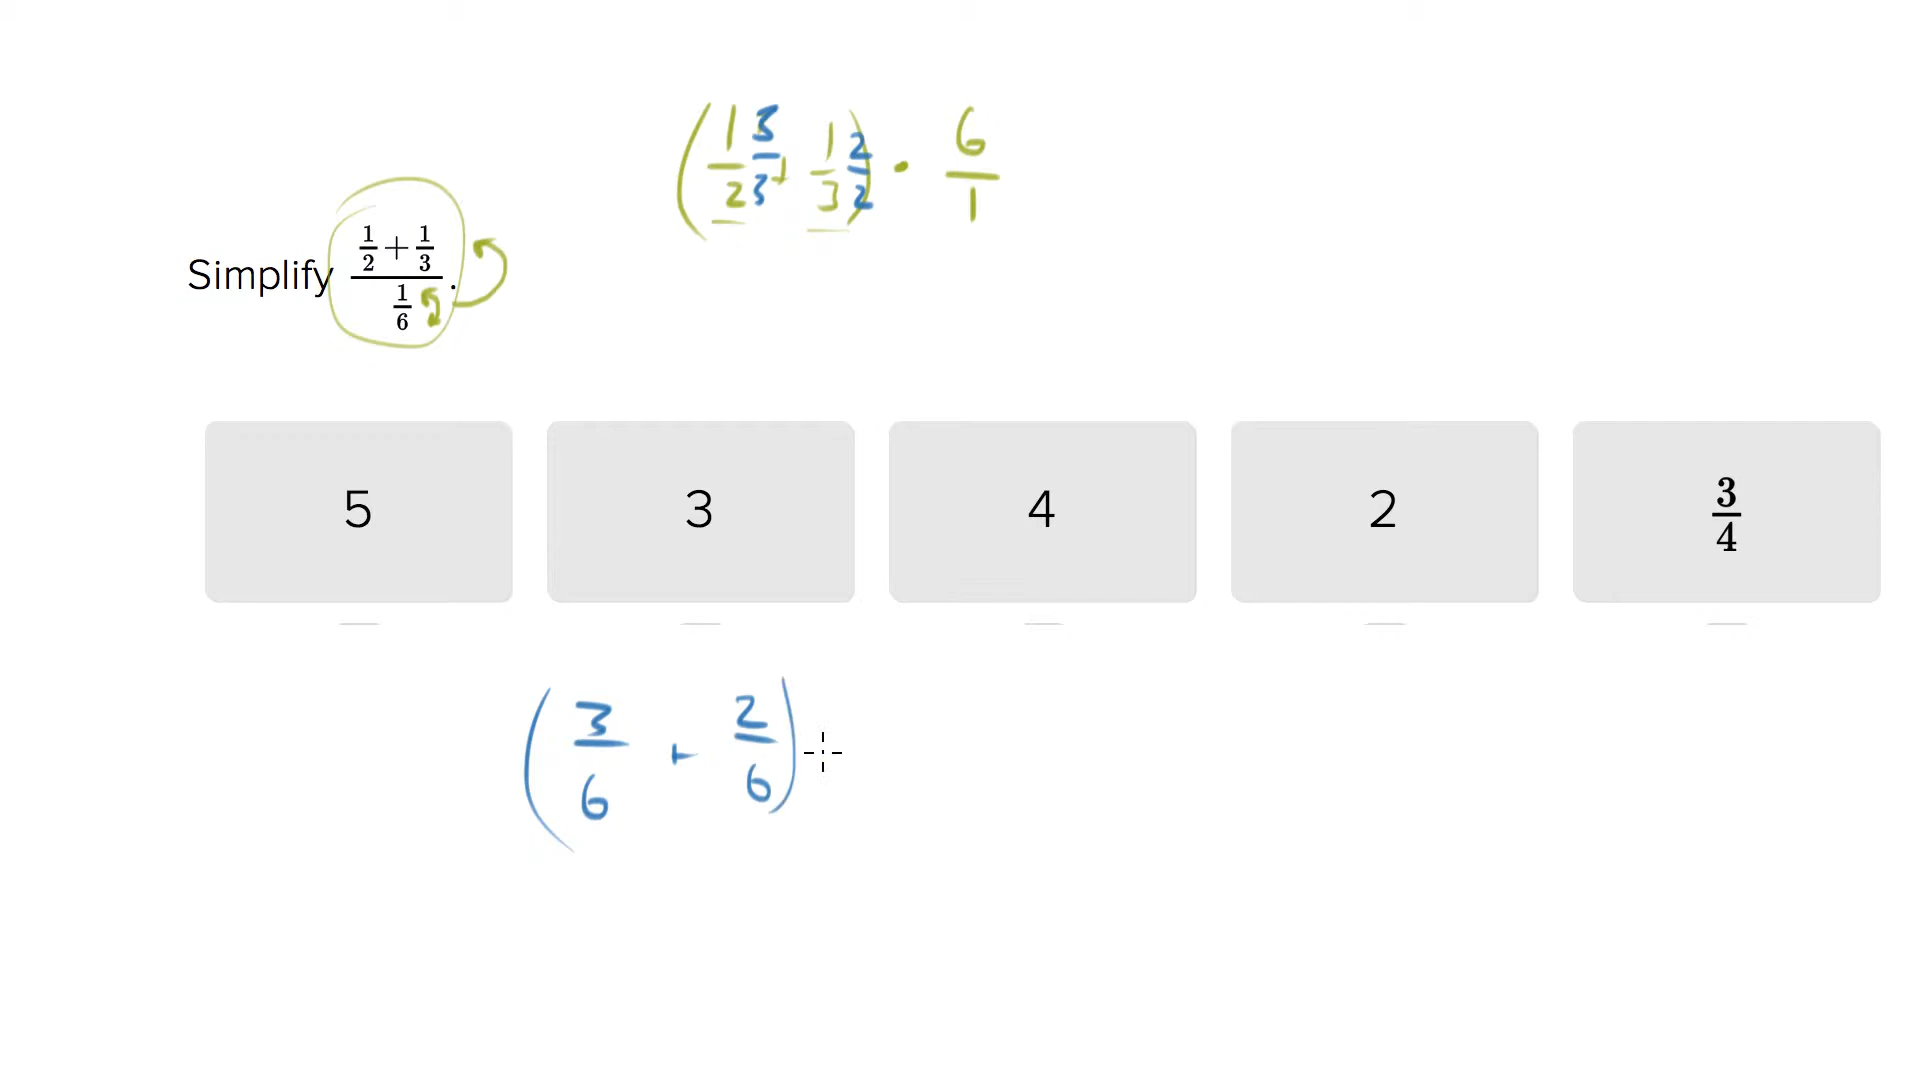 (1/2 3/3 + 1/3 2/2) · 6/1
Simplify (1/2 + 1/3)/(1/6).
5 3 4 2 3/4
(3/6 + 2/6)